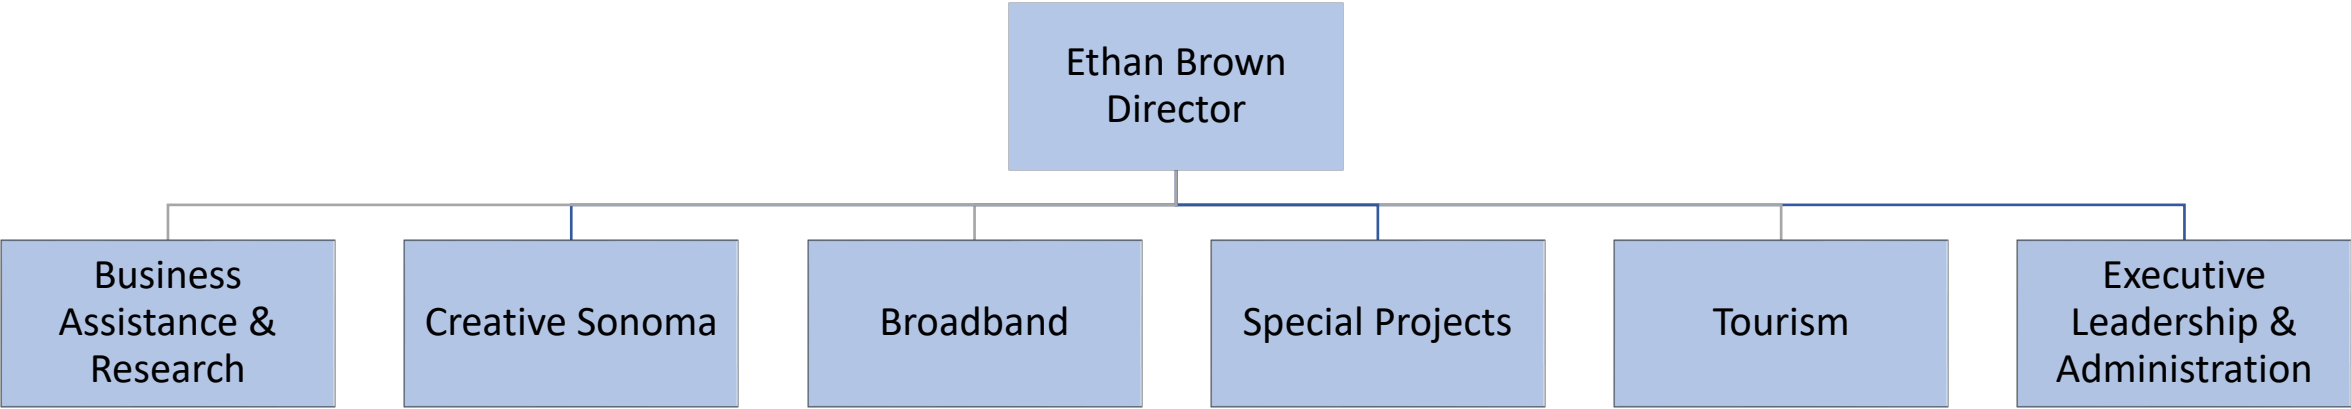 Ethan Brown
Director
Business
Assistance &
Research
Creative Sonoma
Broadband
Special Projects
Tourism
Executive
Leadership &
Administration